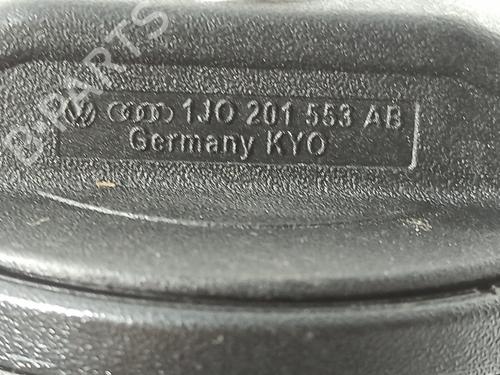 1J0 201 553 AB
Germany KYO
B-PARTS